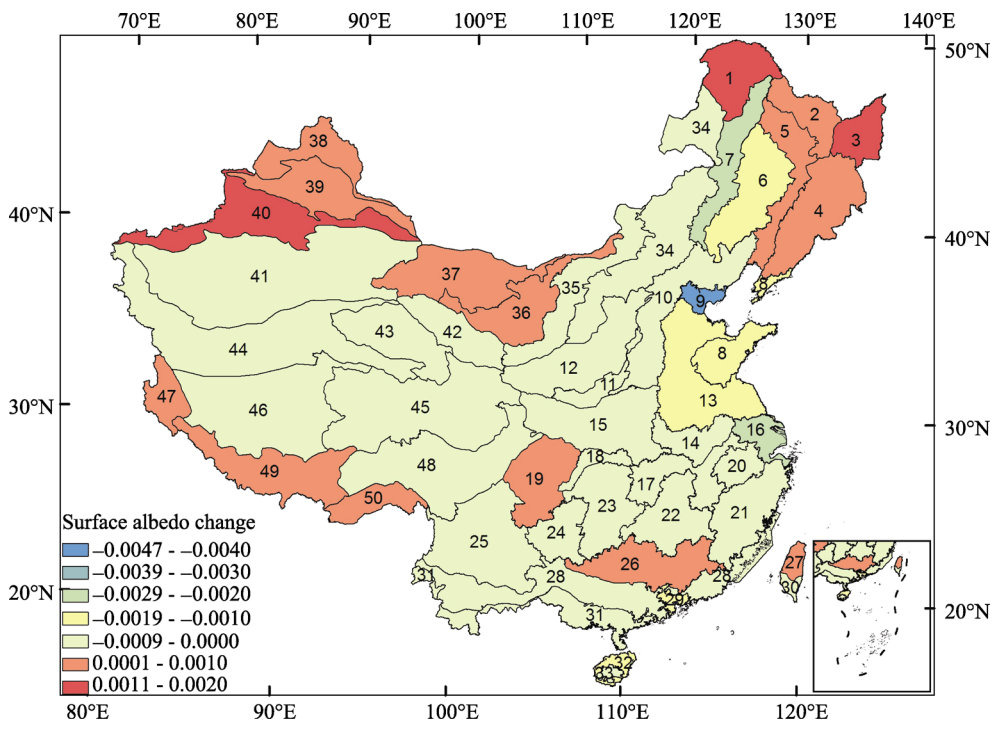 70°E 80°E 90°E 100°E 110°E 120°E 130°E 140°E
50°N
1
34 2
5 3
38 7
39 6
40°N 40 4
40°N
41 37 34
35 8
36 10 9
43 42
44 12 8
11
47 13
30°N 46 45 15
16 30°N
14
49 48 18 20
19 17
50 23
22 21
24
25
26 27
31 28 28
20°N 29 30
31 20°N
32
33
Surface albedo change
–0.0047 - –0.0040
–0.0039 - –0.0030
–0.0029 - –0.0020
–0.0019 - –0.0010
–0.0009 - 0.0000
0.0001 - 0.0010
0.0011 - 0.0020
80°E 90°E 100°E 110°E 120°E